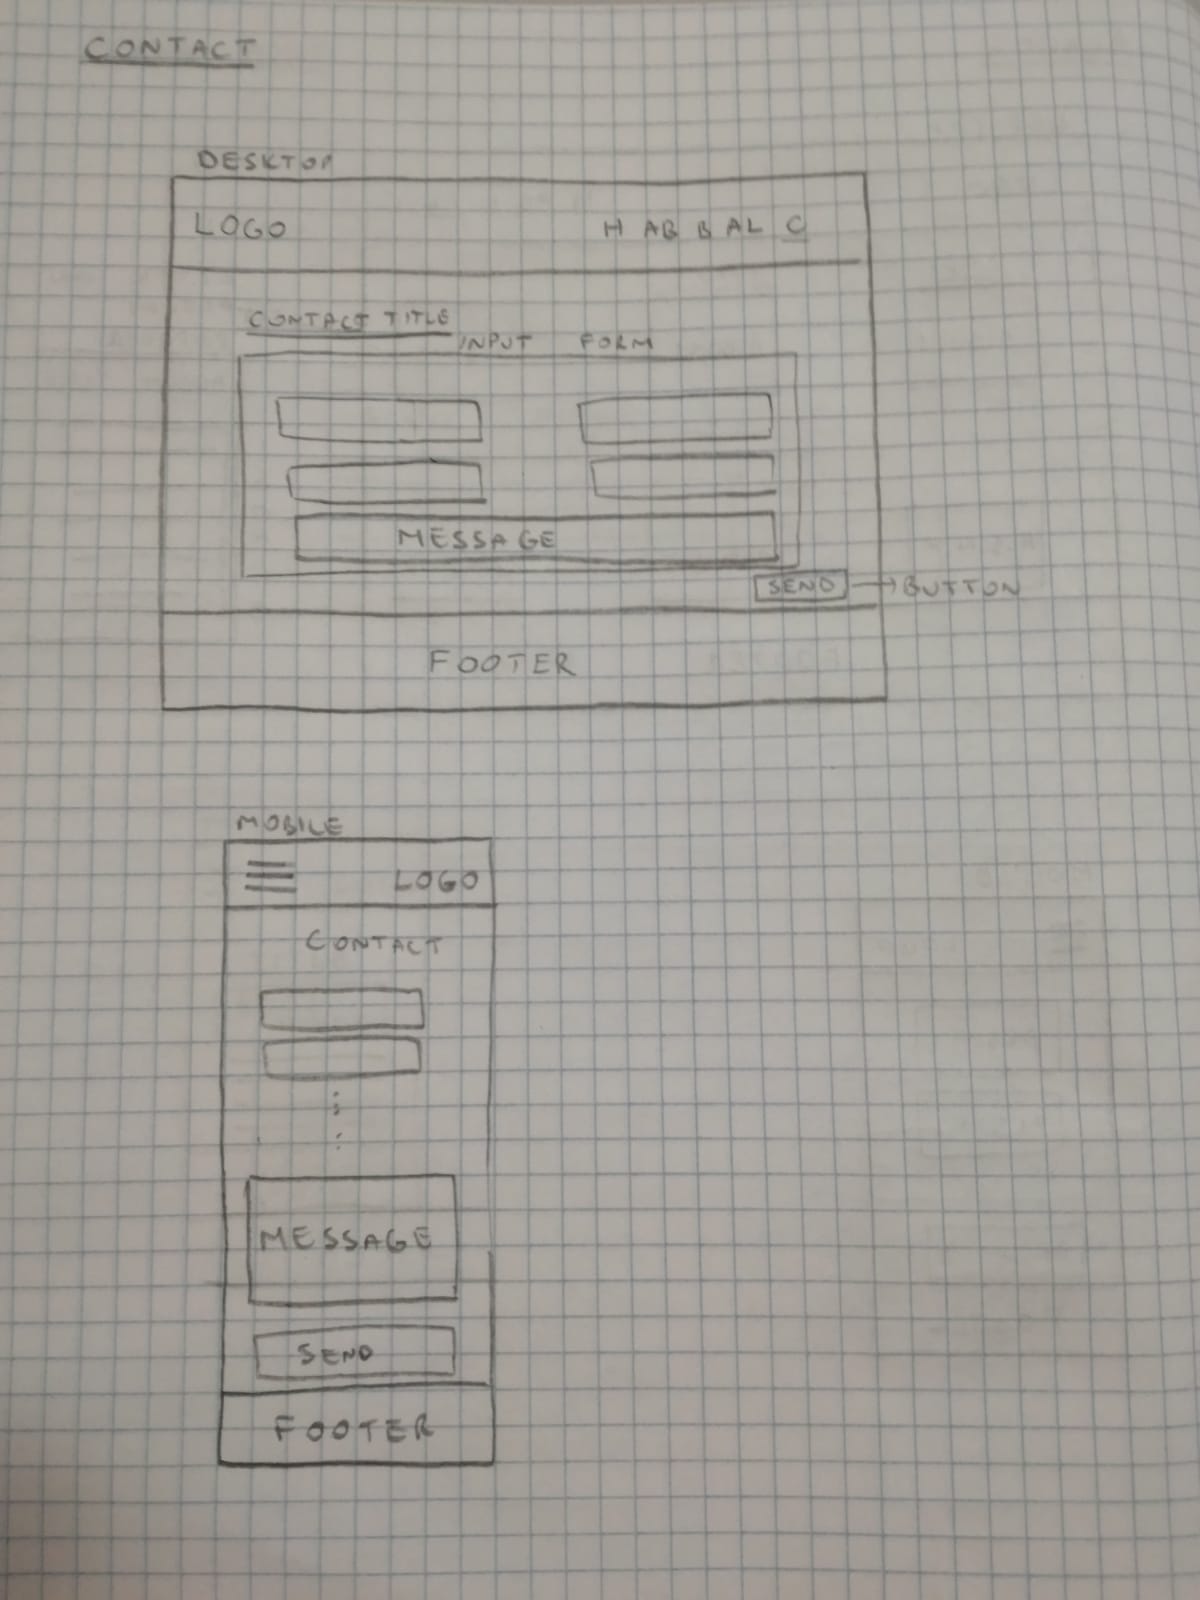 CONTACT
DESKTOP
LOGO H AB B AL C
CONTACT TITLE
INPUT FORM
MESSAGE
SEND → BUTTON
FOOTER
MOBILE
LOGO
CONTACT
MESSAGE
SEND
FOOTER